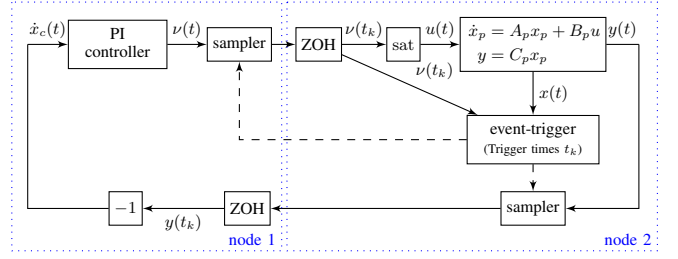 ẋ_c(t)
PI
controller
ν(t)
sampler
ZOH
ν(t_k)
sat
u(t)
ẋ_p = A_p x_p + B_p u
y = C_p x_p
y(t)
ν(t_k)
x(t)
event-trigger
(Trigger times t_k)
−1
y(t_k)
ZOH
sampler
node 1
node 2